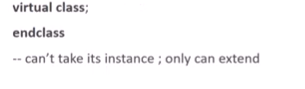 virtual class;
endclass
-- can't take its instance ; only can extend